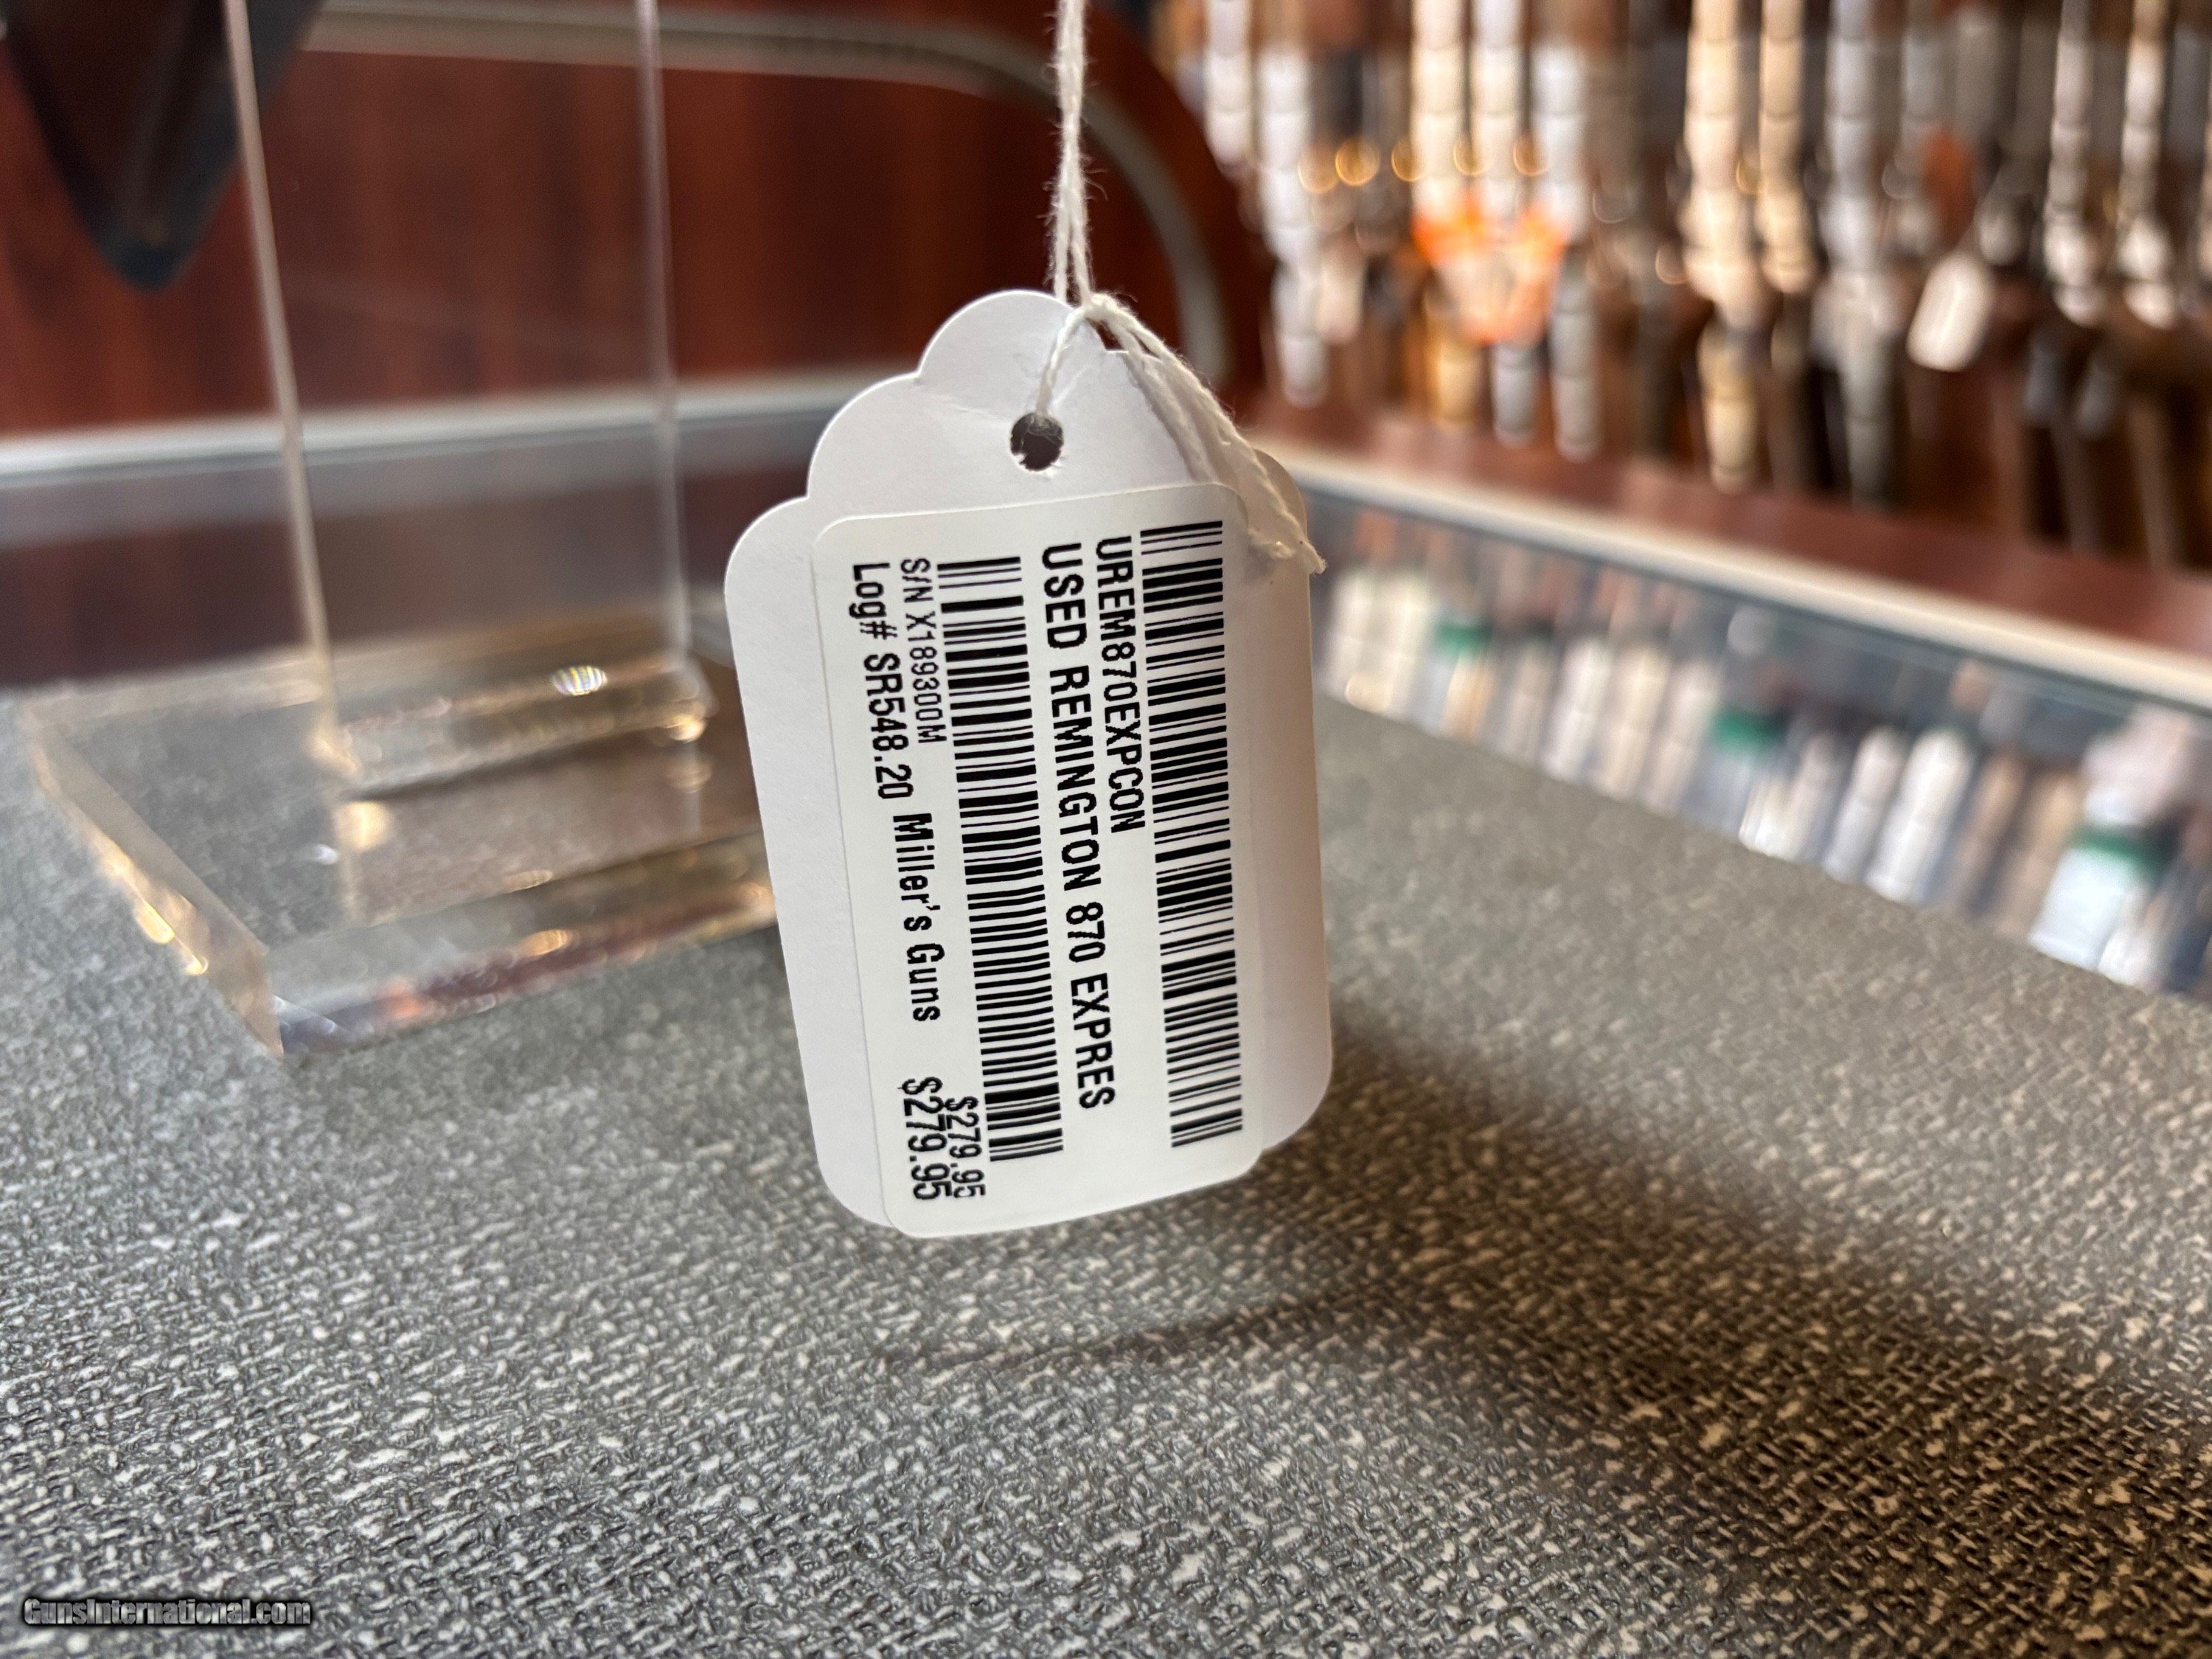 UREM870EXPCON
USED REMINGTON 870 EXPRES
S/N X189300M $279.95
Log# SR548.20 Miller's Guns $279.95
GunsInternational.com